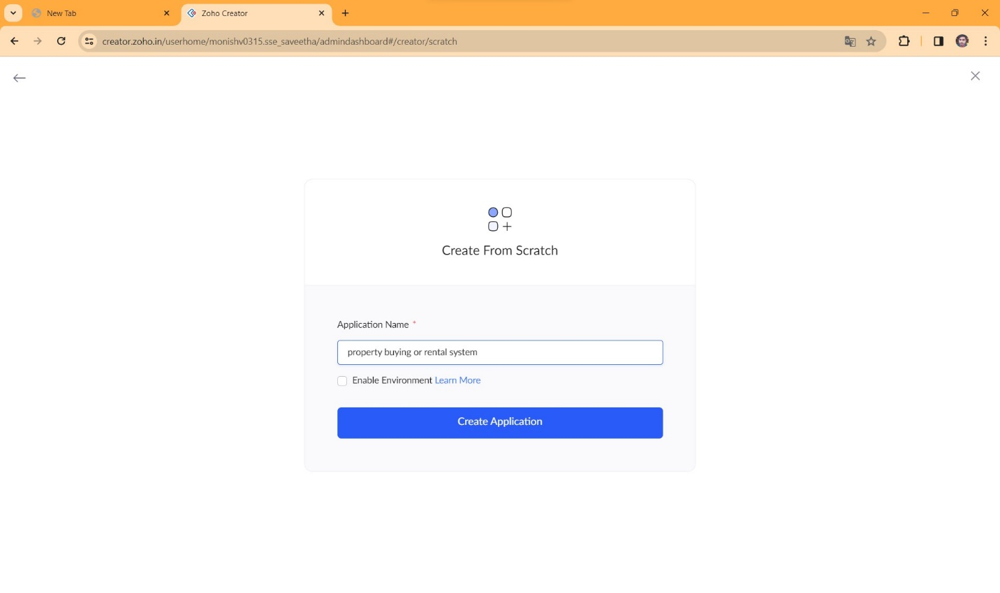 New Tab
Zoho Creator
creator.zoho.in/userhome/monishv0315.sse_saveetha/admindashboard#/creator/scratch
Create From Scratch
Application Name *
property buying or rental system
Enable Environment Learn More
Create Application